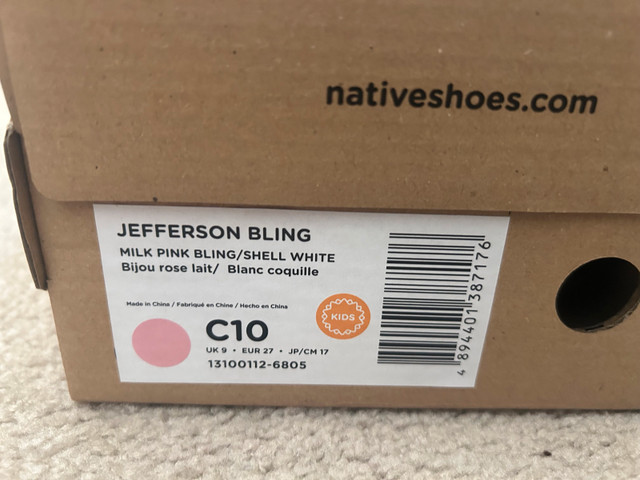 nativeshoes.com
JEFFERSON BLING
MILK PINK BLING/SHELL WHITE
Bijou rose lait/ Blanc coquille
Made in China / Fabriqué en Chine / Hecho en China
KIDS
C10
UK 9 • EUR 27 • JP/CM 17
13100112-6805
4 894401 387176